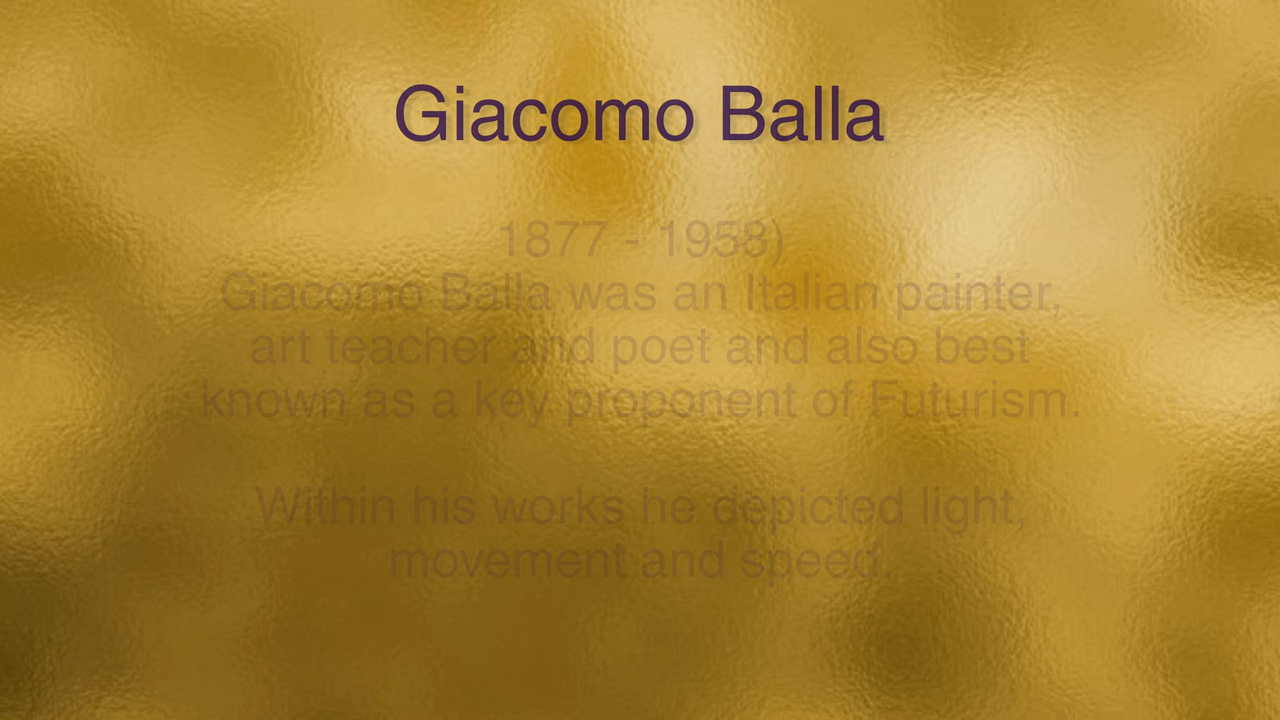 Giacomo Balla
1877 - 1958)
Giacomo Balla was an Italian painter,
art teacher and poet and also best
known as a key proponent of Futurism.
Within his works he depicted light,
movement and speed.